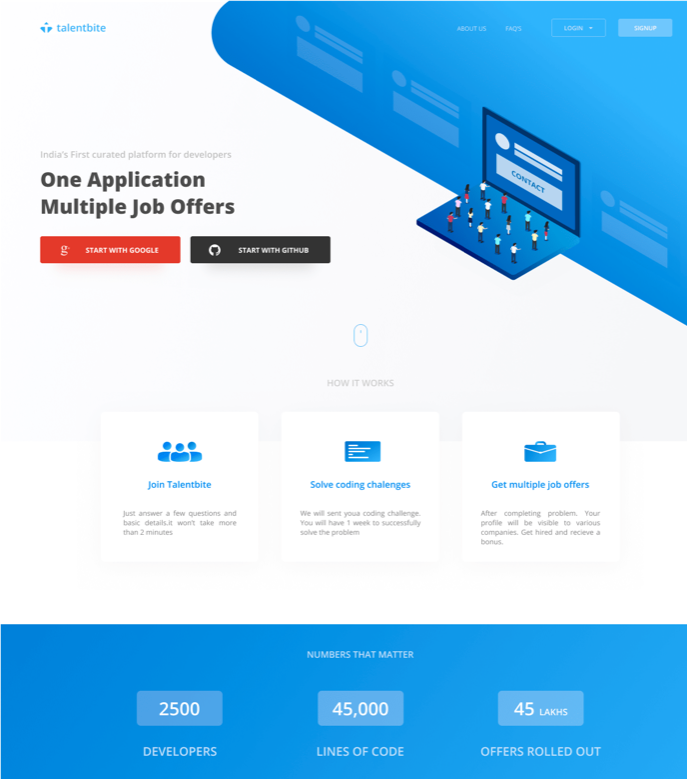 talentbite
ABOUT US
FAQ'S
LOGIN
SIGNUP
India's First curated platform for developers
One Application
Multiple Job Offers
CONTACT
g+ START WITH GOOGLE
START WITH GITHUB
HOW IT WORKS
Join Talentbite
Just answer a few questions and
basic details.It won't take more
than 2 minutes
Solve coding chalenges
We will sent youa coding challenge.
You will have 1 week to successfully
solve the problem
Get multiple job offers
After completing problem. Your
profile will be visible to various
companies. Get hired and recieve a
bonus.
NUMBERS THAT MATTER
2500
DEVELOPERS
45,000
LINES OF CODE
45 LAKHS
OFFERS ROLLED OUT